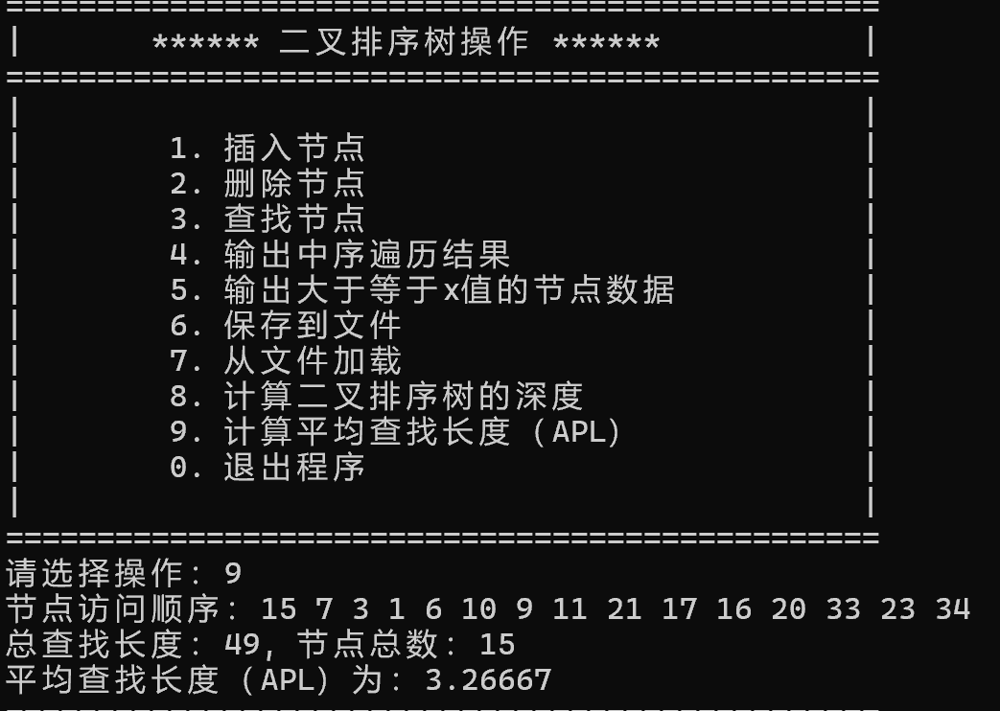 ================================================
| ****** 二叉排序树操作 ****** |
================================================
| |
| 1. 插入节点 |
| 2. 删除节点 |
| 3. 查找节点 |
| 4. 输出中序遍历结果 |
| 5. 输出大于等于x值的节点数据 |
| 6. 保存到文件 |
| 7. 从文件加载 |
| 8. 计算二叉排序树的深度 |
| 9. 计算平均查找长度（APL） |
| 0. 退出程序 |
| |
================================================
请选择操作：9
节点访问顺序：15 7 3 1 6 10 9 11 21 17 16 20 33 23 34
总查找长度：49, 节点总数：15
平均查找长度（APL）为：3.26667